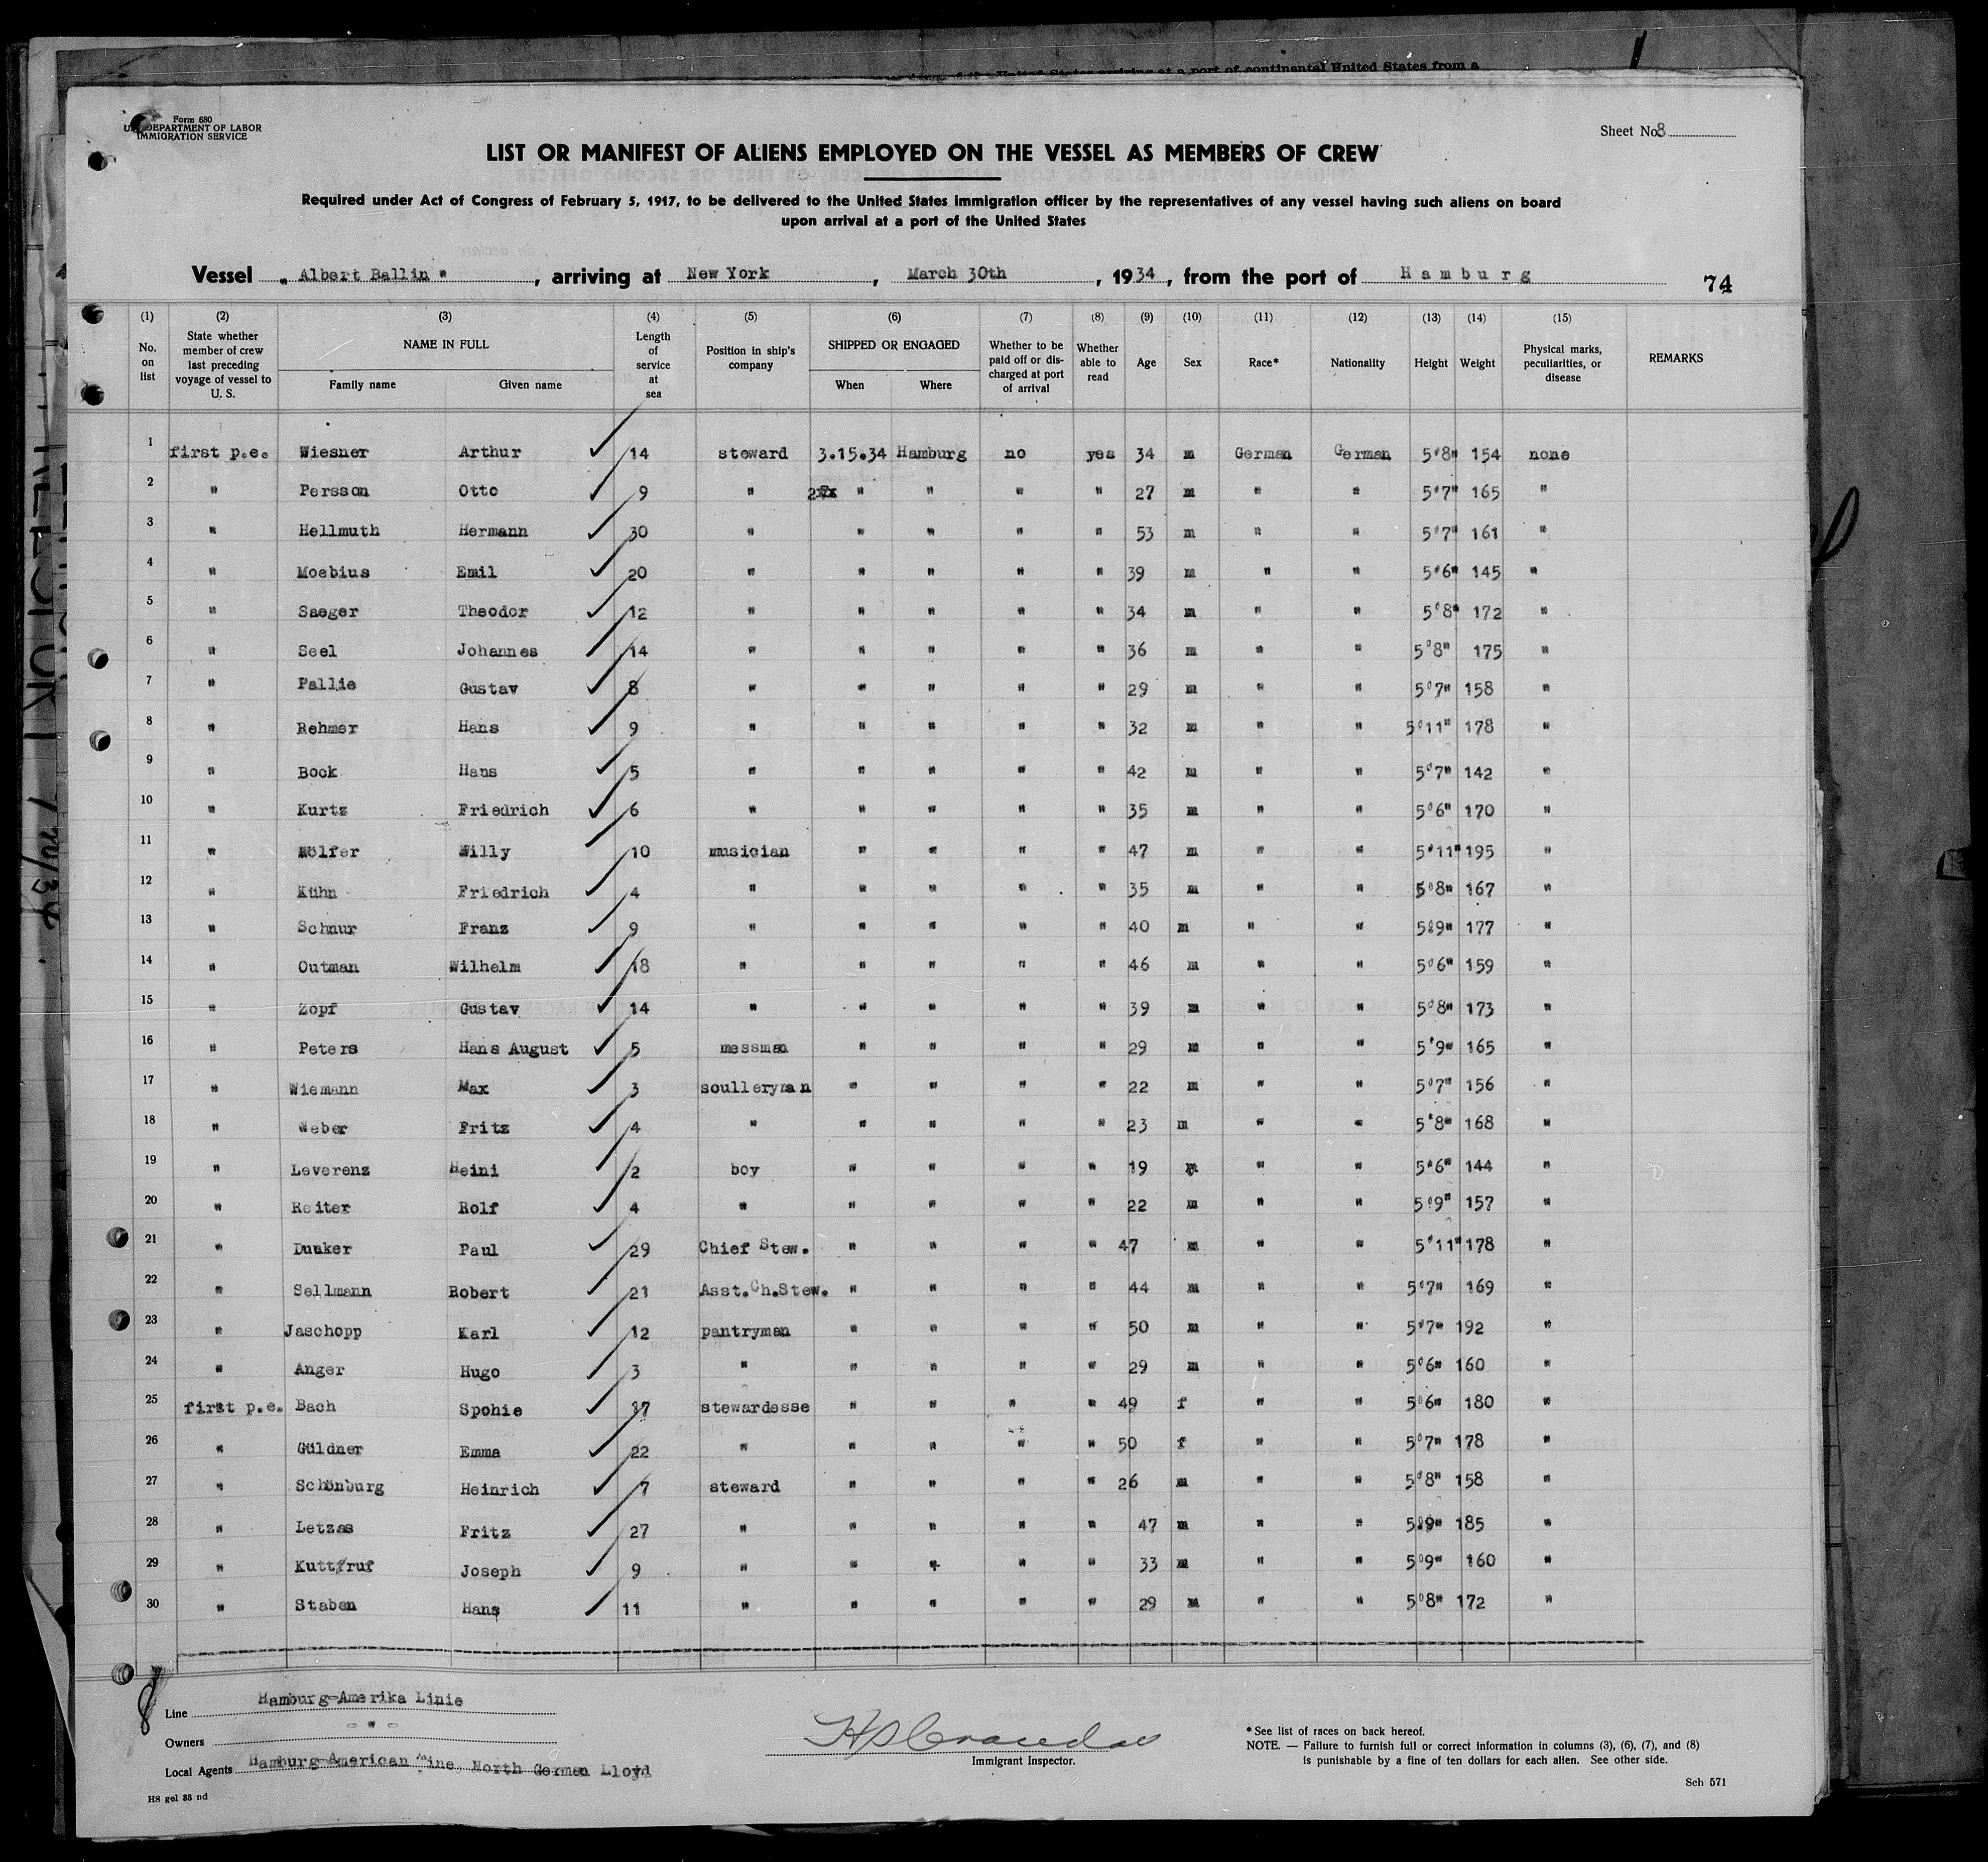 Form 680
U. S. DEPARTMENT OF LABOR
IMMIGRATION SERVICE
Sheet No. 8
LIST OR MANIFEST OF ALIENS EMPLOYED ON THE VESSEL AS MEMBERS OF CREW
Required under Act of Congress of February 5, 1917, to be delivered to the United States immigration officer by the representatives of any vessel having such aliens on board
upon arrival at a port of the United States
Vessel "Albert Ballin", arriving at New York, March 30th, 1934, from the port of Hamburg 74
(1) No. on list (2) State whether member of crew last preceding voyage of vessel to U. S. (3) NAME IN FULL Family name Given name (4) Length of service at sea (5) Position in ship's company (6) SHIPPED OR ENGAGED When Where (7) Whether to be paid off or discharged at port of arrival (8) Whether able to read (9) Age (10) Sex (11) Race* (12) Nationality (13) Height (14) Weight (15) Physical marks, peculiarities, or disease REMARKS
1 first p.e. Wiesner Arthur 14 steward 3.15.34 Hamburg no yes 34 m German German 5'8" 154 none
2 " Persson Otto 9 " " " " " 27 m " " 5'7" 165 "
3 " Hellmuth Hermann 30 " " " " " 53 m " " 5'7" 161 "
4 " Moebius Emil 20 " " " " " 39 m " " 5'6" 145 "
5 " Saeger Theodor 12 " " " " " 34 m " " 5'8" 172 "
6 " Seel Johannes 14 " " " " " 36 m " " 5'8" 175 "
7 " Pallie Gustav 8 " " " " " 29 m " " 5'7" 158 "
8 " Rehmer Hans 9 " " " " " 32 m " " 5'11" 178 "
9 " Bock Hans 5 " " " " " 42 m " " 5'7" 142 "
10 " Kurtz Friedrich 6 " " " " " 35 m " " 5'6" 170 "
11 " Wölfer Willy 10 musician " " " " 47 m " " 5'11" 195 "
12 " Kühn Friedrich 4 " " " " " 35 m " " 5'8" 167 "
13 " Schnur Franz 9 " " " " " 40 m " " 5'9" 177 "
14 " Outman Wilhelm 18 " " " " " 46 m " " 5'6" 159 "
15 " Zopf Gustav 14 " " " " " 39 m " " 5'8" 173 "
16 " Peters Hans August 5 messman " " " " 29 m " " 5'9" 165 "
17 " Wiemann Max 3 sculleryman " " " " 22 m " " 5'7" 156 "
18 " Weber Fritz 4 " " " " " 23 m " " 5'8" 168 "
19 " Leverenz Heini 2 boy " " " " 19 m " " 5'6" 144 "
20 " Reiter Rolf 4 " " " " " 22 m " " 5'9" 157 "
21 " Dunker Paul 29 Chief Stew. " " " " 47 m " " 5'11" 178 "
22 " Sellmann Robert 21 Asst.Ch.Stew. " " " " 44 m " " 5'7" 169 "
23 " Jaschopp Karl 12 pantryman " " " " 50 m " " 5'7" 192 "
24 " Anger Hugo 3 " " " " " 29 m " " 5'6" 160 "
25 first p.e. Bach Spohie 17 stewardesse " " " " 49 f " " 5'6" 180 "
26 " Güldner Emma 22 " " " " " 50 f " " 5'7" 178 "
27 " Schönburg Heinrich 7 steward " " " " 26 m " " 5'8" 158 "
28 " Letzas Fritz 27 " " " " " 47 m " " 5'9" 185 "
29 " Kuttruf Joseph 9 " " " " " 33 m " " 5'9" 160 "
30 " Staben Hans 11 " " " " " 29 m " " 5'8" 172 "
8
Line Hamburg-Amerika Linie
Owners - " -
Local Agents Hamburg-American Line, North German Lloyd
Immigrant Inspector.
* See list of races on back hereof.
NOTE. — Failure to furnish full or correct information in columns (3), (6), (7), and (8)
is punishable by a fine of ten dollars for each alien. See other side.
H8 gel 33 nd
Sch 571